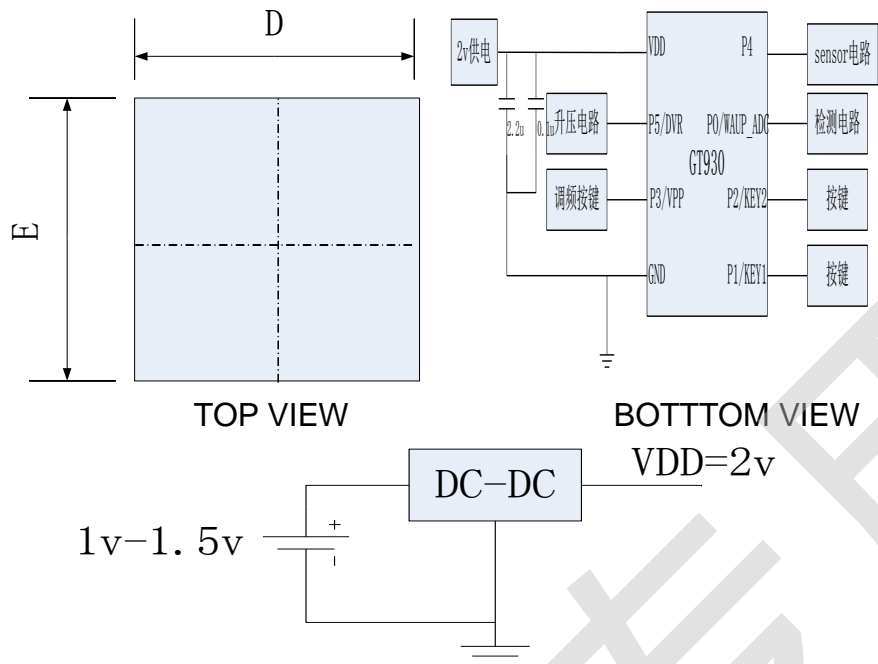 D
E
TOP VIEW
2v供电
2.2u
0.1u
升压电路
调频按键
VDD
P5/DVR
P3/VPP
GND
GT930
P4
P0/WAUP_ADC
P2/KEY2
P1/KEY1
sensor电路
检测电路
按键
按键
BOTTTOM VIEW
DC-DC
VDD=2v
1v-1.5v
+
-